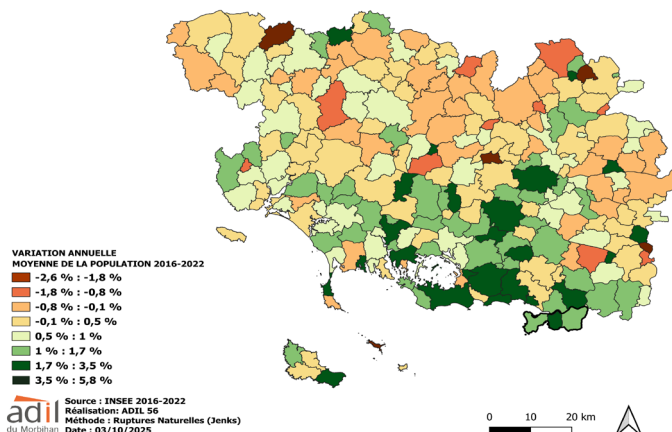 VARIATION ANNUELLE
MOYENNE DE LA POPULATION 2016-2022
-2,6 % : -1,8 %
-1,8 % : -0,8 %
-0,8 % : -0,1 %
-0,1 % : 0,5 %
0,5 % : 1 %
1 % : 1,7 %
1,7 % : 3,5 %
3,5 % : 5,8 %
adil
du Morbihan
Source : INSEE 2016-2022
Réalisation: ADIL 56
Méthode : Ruptures Naturelles (Jenks)
Date : 03/10/2025
0 10 20 km